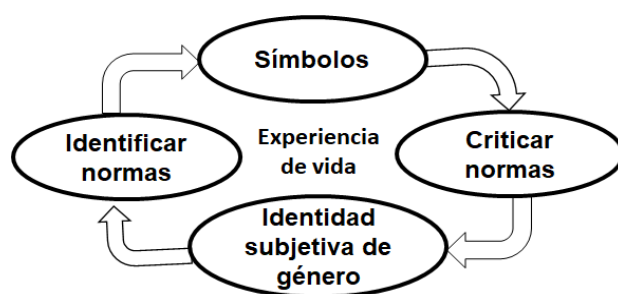 Símbolos
Identificar
normas
Experiencia
de vida
Criticar
normas
Identidad
subjetiva de
género